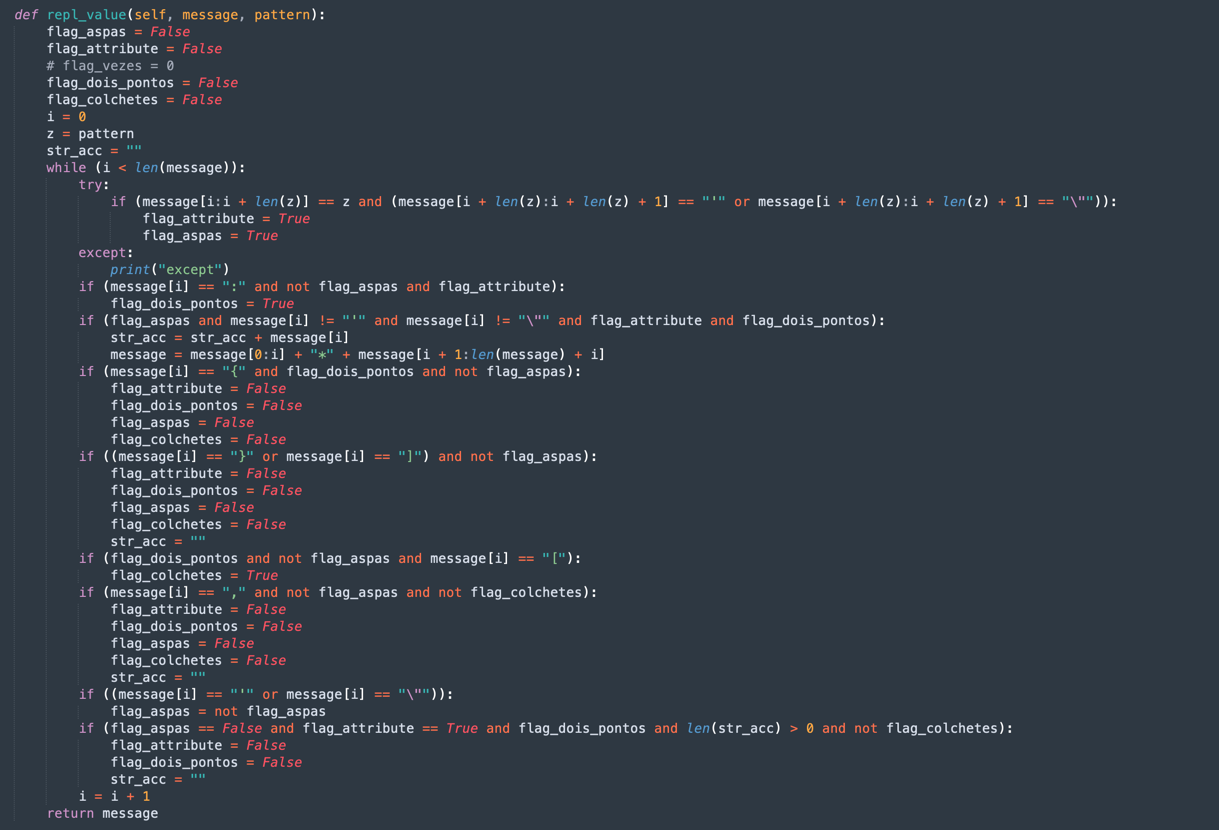 def repl_value(self, message, pattern):
    flag_aspas = False
    flag_attribute = False
    # flag_vezes = 0
    flag_dois_pontos = False
    flag_colchetes = False
    i = 0
    z = pattern
    str_acc = ""
    while (i < len(message)):
        try:
            if (message[i:i + len(z)] == z and (message[i + len(z):i + len(z) + 1] == "'" or message[i + len(z):i + len(z) + 1] == "\"")):
                flag_attribute = True
                flag_aspas = True
        except:
            print("except")
        if (message[i] == ":" and not flag_aspas and flag_attribute):
            flag_dois_pontos = True
        if (flag_aspas and message[i] != "'" and message[i] != "\"" and flag_attribute and flag_dois_pontos):
            str_acc = str_acc + message[i]
            message = message[0:i] + "*" + message[i + 1:len(message) + i]
        if (message[i] == "{" and flag_dois_pontos and not flag_aspas):
            flag_attribute = False
            flag_dois_pontos = False
            flag_aspas = False
            flag_colchetes = False
        if ((message[i] == "}" or message[i] == "]") and not flag_aspas):
            flag_attribute = False
            flag_dois_pontos = False
            flag_aspas = False
            flag_colchetes = False
            str_acc = ""
        if (flag_dois_pontos and not flag_aspas and message[i] == "["):
            flag_colchetes = True
        if (message[i] == "," and not flag_aspas and not flag_colchetes):
            flag_attribute = False
            flag_dois_pontos = False
            flag_aspas = False
            flag_colchetes = False
            str_acc = ""
        if ((message[i] == "'" or message[i] == "\"")):
            flag_aspas = not flag_aspas
        if (flag_aspas == False and flag_attribute == True and flag_dois_pontos and len(str_acc) > 0 and not flag_colchetes):
            flag_attribute = False
            flag_dois_pontos = False
            str_acc = ""
        i = i + 1
    return message